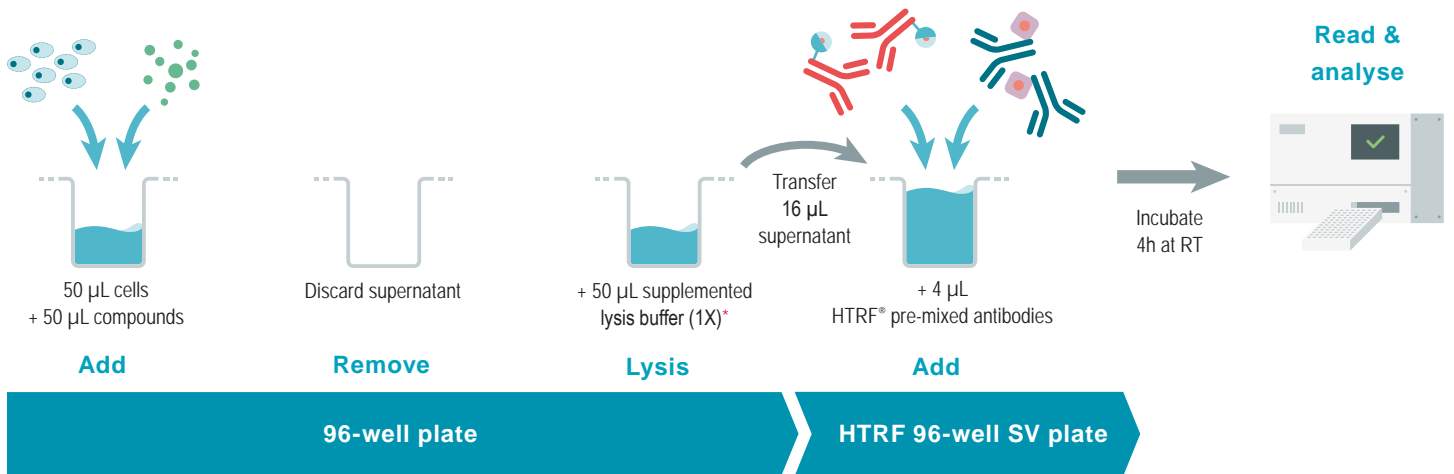 50 µL cells
+ 50 µL compounds
Add
Discard supernatant
Remove
+ 50 µL supplemented
lysis buffer (1X)*
Lysis
Transfer
16 µL
supernatant
+ 4 µL
HTRF® pre-mixed antibodies
Add
Incubate
4h at RT
Read &
analyse
96-well plate
HTRF 96-well SV plate